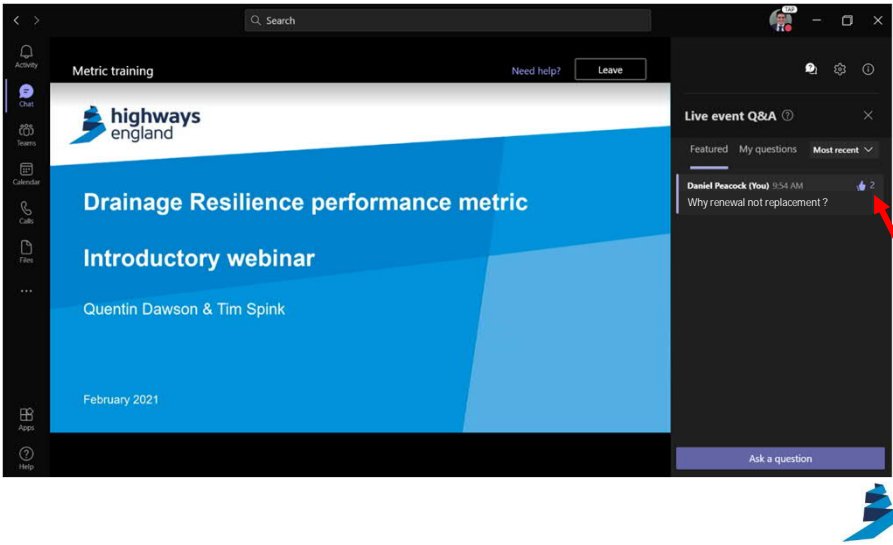 Search
TAP
Activity
Chat
Teams
Calendar
Calls
Files
Apps
Help
Metric training
Need help?
Leave
highways
england
Drainage Resilience performance metric
Introductory webinar
Quentin Dawson & Tim Spink
February 2021
Live event Q&A
Featured My questions Most recent
Daniel Peacock (You) 9:54 AM 2
Why renewal not replacement ?
Ask a question